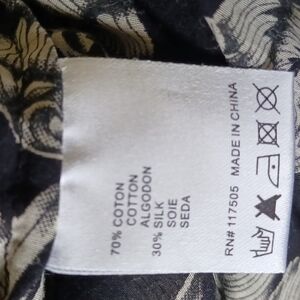 70% COTON
COTTON
ALGODON
30% SILK
SOIE
SEDA
RN# 117505 MADE IN CHINA